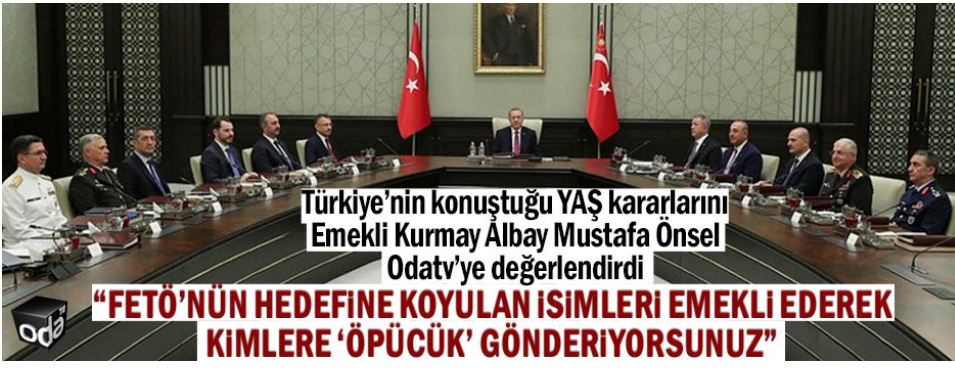 Türkiye’nin konuştuğu YAŞ kararlarını
Emekli Kurmay Albay Mustafa Önsel
Odatv’ye değerlendirdi
“FETÖ’NÜN HEDEFİNE KOYULAN İSİMLERİ EMEKLİ EDEREK
KİMLERE ‘ÖPÜCÜK’ GÖNDERİYORSUNUZ”
oda
TV